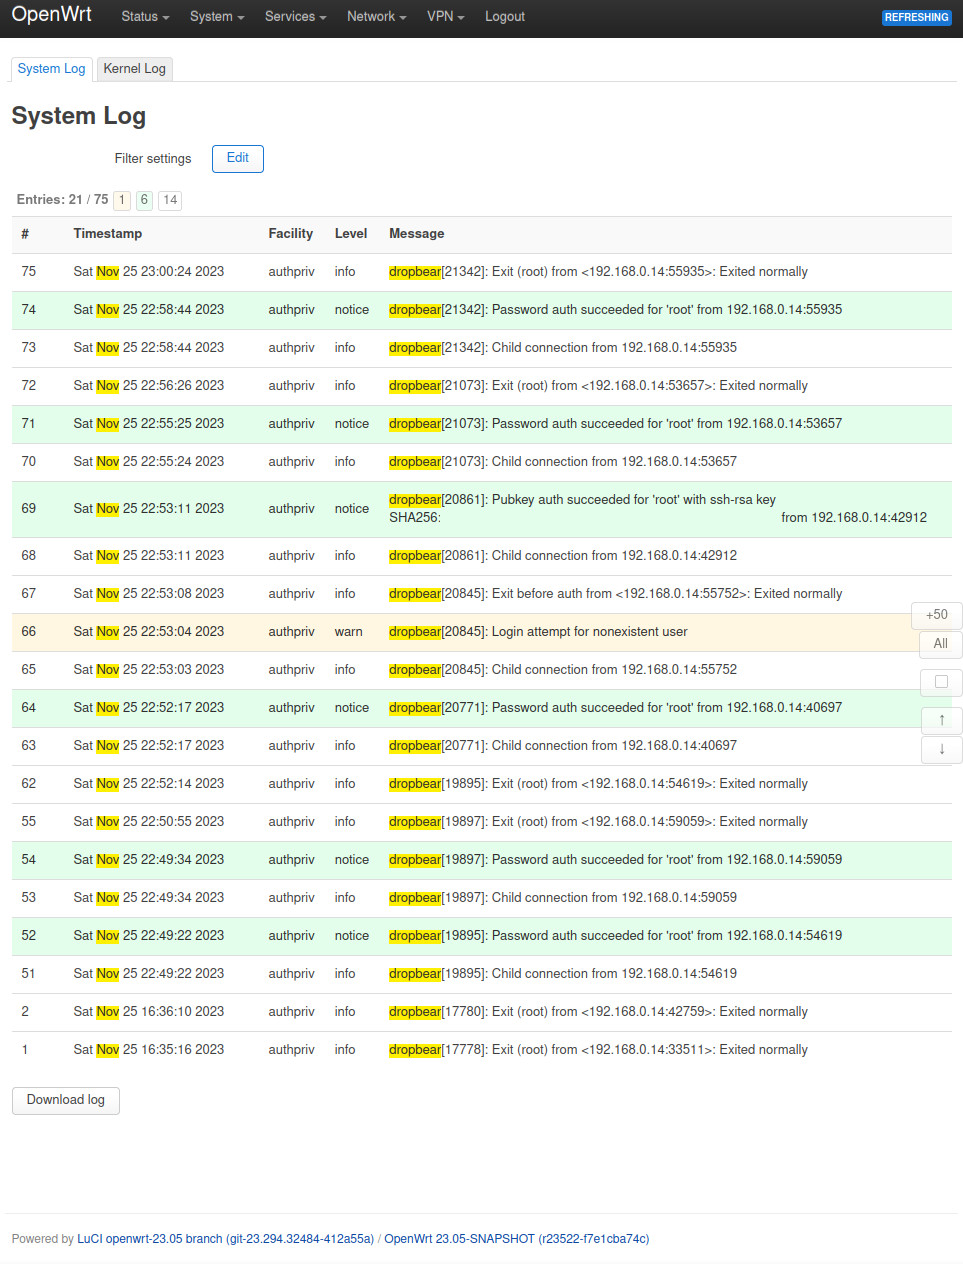 OpenWrt Status System Services Network VPN Logout REFRESHING
System Log Kernel Log
System Log
Filter settings Edit
Entries: 21 / 75 1 6 14
# Timestamp Facility Level Message
75 Sat Nov 25 23:00:24 2023 authpriv info dropbear[21342]: Exit (root) from <192.168.0.14:55935>: Exited normally
74 Sat Nov 25 22:58:44 2023 authpriv notice dropbear[21342]: Password auth succeeded for 'root' from 192.168.0.14:55935
73 Sat Nov 25 22:58:44 2023 authpriv info dropbear[21342]: Child connection from 192.168.0.14:55935
72 Sat Nov 25 22:56:26 2023 authpriv info dropbear[21073]: Exit (root) from <192.168.0.14:53657>: Exited normally
71 Sat Nov 25 22:55:25 2023 authpriv notice dropbear[21073]: Password auth succeeded for 'root' from 192.168.0.14:53657
70 Sat Nov 25 22:55:24 2023 authpriv info dropbear[21073]: Child connection from 192.168.0.14:53657
69 Sat Nov 25 22:53:11 2023 authpriv notice dropbear[20861]: Pubkey auth succeeded for 'root' with ssh-rsa key
SHA256: from 192.168.0.14:42912
68 Sat Nov 25 22:53:11 2023 authpriv info dropbear[20861]: Child connection from 192.168.0.14:42912
67 Sat Nov 25 22:53:08 2023 authpriv info dropbear[20845]: Exit before auth from <192.168.0.14:55752>: Exited normally
+50
66 Sat Nov 25 22:53:04 2023 authpriv warn dropbear[20845]: Login attempt for nonexistent user
All
65 Sat Nov 25 22:53:03 2023 authpriv info dropbear[20845]: Child connection from 192.168.0.14:55752
64 Sat Nov 25 22:52:17 2023 authpriv notice dropbear[20771]: Password auth succeeded for 'root' from 192.168.0.14:40697
↑
63 Sat Nov 25 22:52:17 2023 authpriv info dropbear[20771]: Child connection from 192.168.0.14:40697
↓
62 Sat Nov 25 22:52:14 2023 authpriv info dropbear[19895]: Exit (root) from <192.168.0.14:54619>: Exited normally
55 Sat Nov 25 22:50:55 2023 authpriv info dropbear[19897]: Exit (root) from <192.168.0.14:59059>: Exited normally
54 Sat Nov 25 22:49:34 2023 authpriv notice dropbear[19897]: Password auth succeeded for 'root' from 192.168.0.14:59059
53 Sat Nov 25 22:49:34 2023 authpriv info dropbear[19897]: Child connection from 192.168.0.14:59059
52 Sat Nov 25 22:49:22 2023 authpriv notice dropbear[19895]: Password auth succeeded for 'root' from 192.168.0.14:54619
51 Sat Nov 25 22:49:22 2023 authpriv info dropbear[19895]: Child connection from 192.168.0.14:54619
2 Sat Nov 25 16:36:10 2023 authpriv info dropbear[17780]: Exit (root) from <192.168.0.14:42759>: Exited normally
1 Sat Nov 25 16:35:16 2023 authpriv info dropbear[17778]: Exit (root) from <192.168.0.14:33511>: Exited normally
Download log
Powered by LuCI openwrt-23.05 branch (git-23.294.32484-412a55a) / OpenWrt 23.05-SNAPSHOT (r23522-f7e1cba74c)